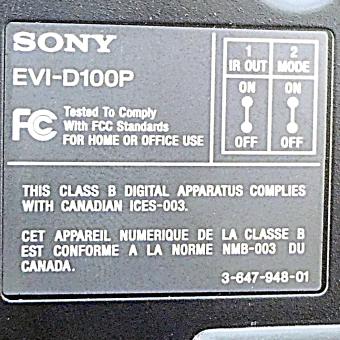 SONY
EVI-D100P
FC Tested To Comply
With FCC Standards
FOR HOME OR OFFICE USE
1 2
IR OUT MODE
ON ON
OFF OFF
THIS CLASS B DIGITAL APPARATUS COMPLIES
WITH CANADIAN ICES-003.
CET APPAREIL NUMERIQUE DE LA CLASSE B
EST CONFORME A LA NORME NMB-003 DU
CANADA.
3-647-948-01